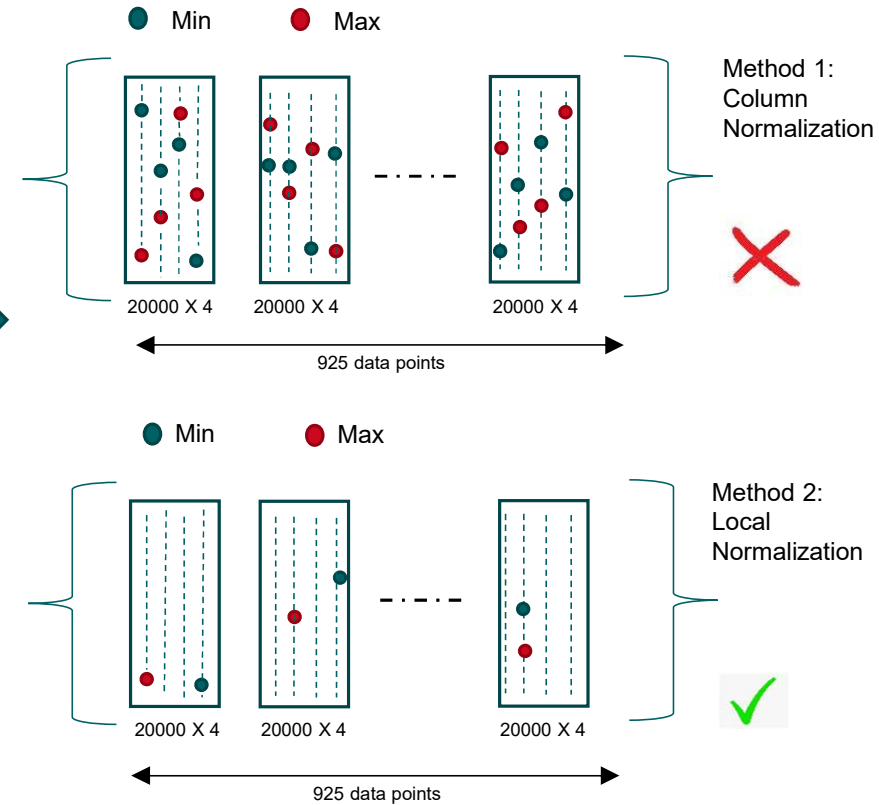 Min Max
Method 1:
Column
Normalization
20000 X 4 20000 X 4 20000 X 4
925 data points
Min Max
Method 2:
Local
Normalization
20000 X 4 20000 X 4 20000 X 4
925 data points